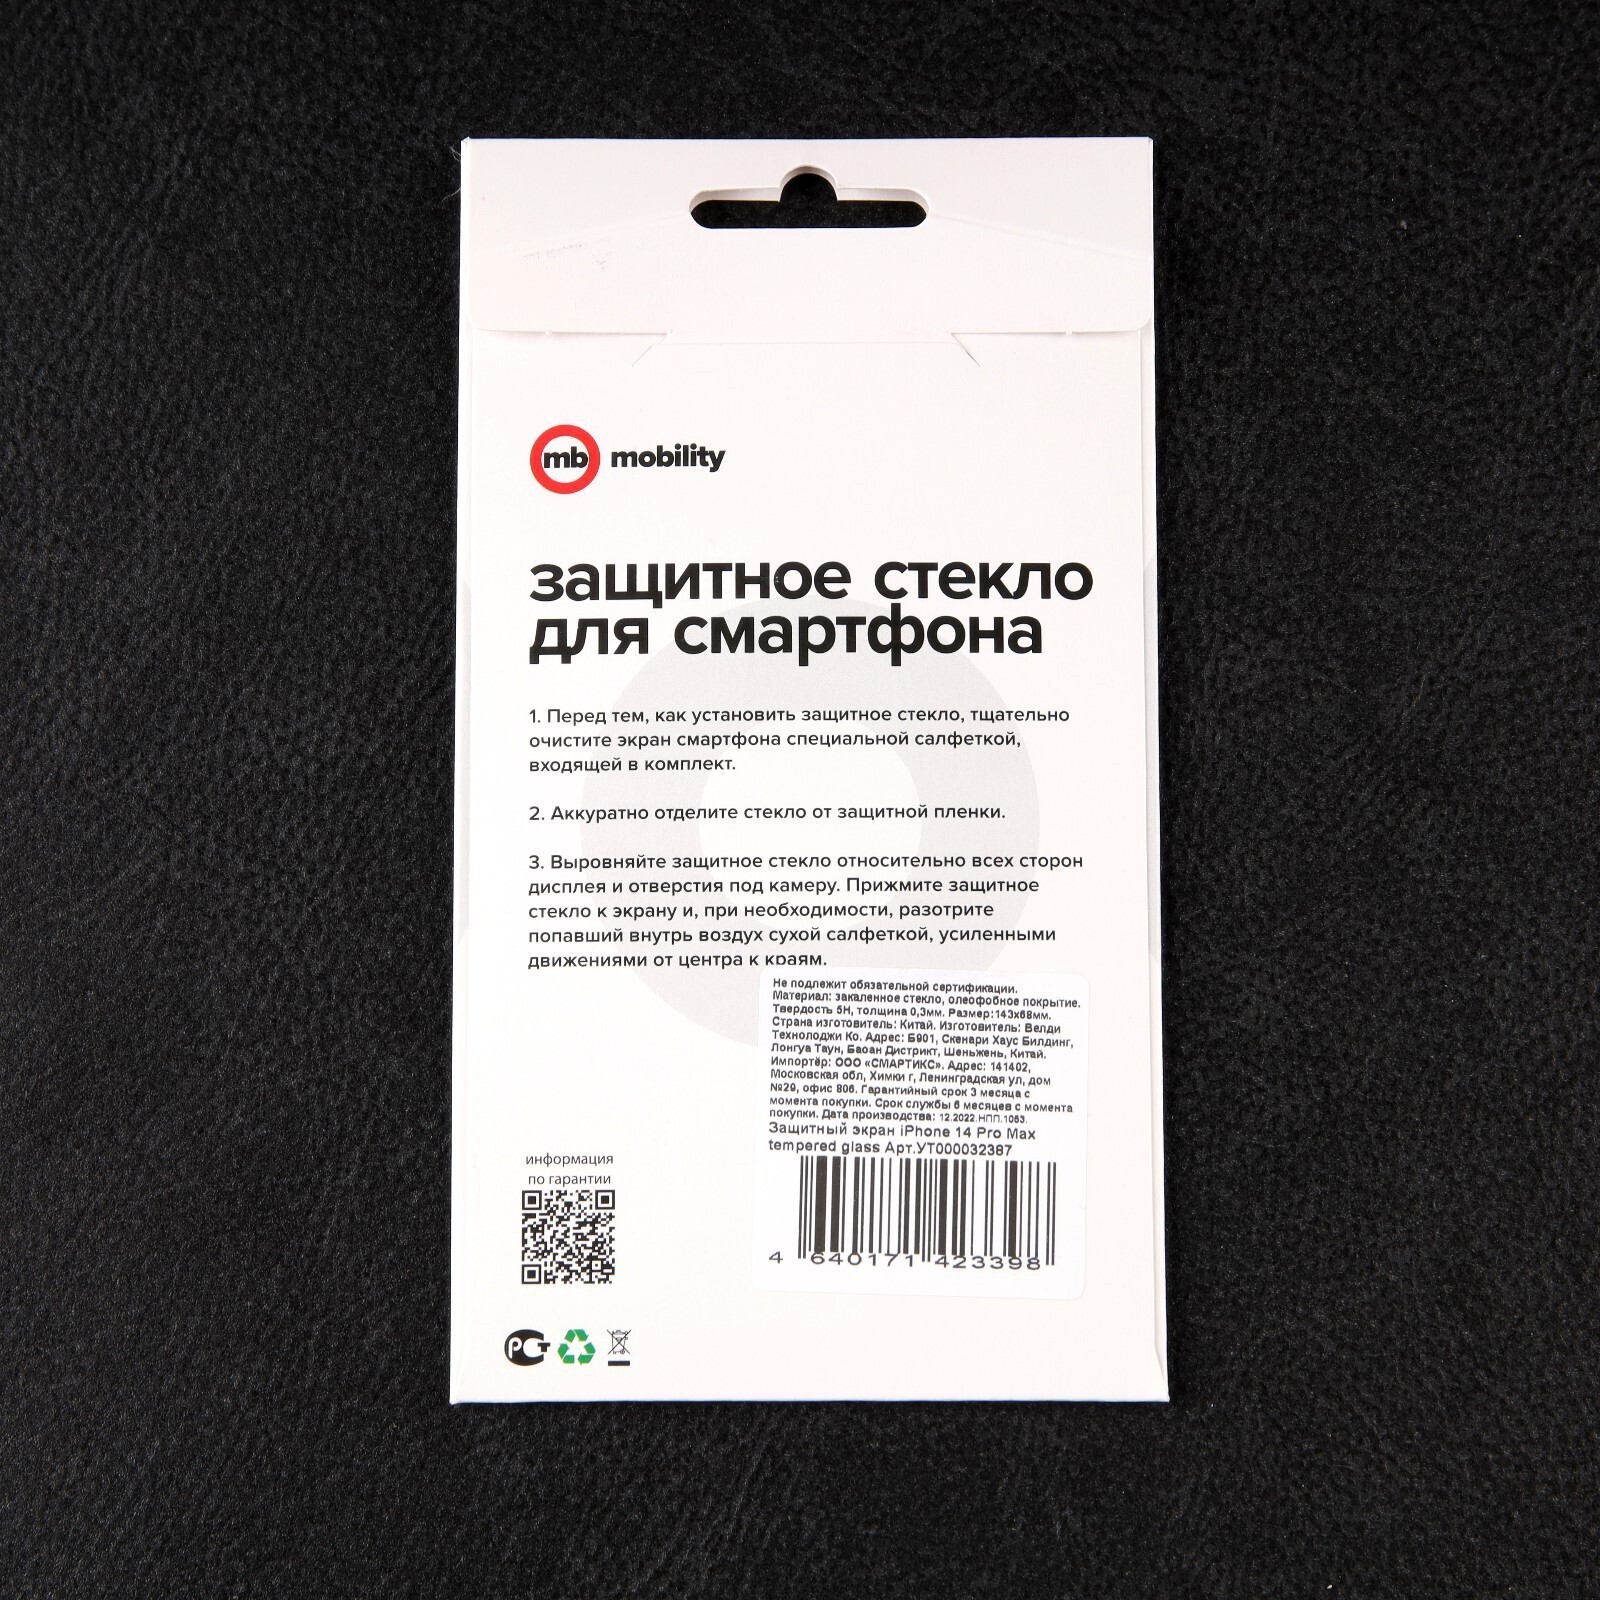 mb mobility
защитное стекло
для смартфона
1. Перед тем, как установить защитное стекло, тщательно
очистите экран смартфона специальной салфеткой,
входящей в комплект.
2. Аккуратно отделите стекло от защитной пленки.
3. Выровняйте защитное стекло относительно всех сторон
дисплея и отверстия под камеру. Прижмите защитное
стекло к экрану и, при необходимости, разотрите
попавший внутрь воздух сухой салфеткой, усиленными
движениями от центра к краям.
Не подлежит обязательной сертификации.
Материал: закаленное стекло, олеофобное покрытие.
Твердость 5H, толщина 0,3мм. Размер:143x68мм.
Страна изготовитель: Китай. Изготовитель: Велди
Технолоджи Ко. Адрес: Б901, Скенари Хаус Билдинг,
Лонгуа Таун, Баоан Дистрикт, Шеньжень, Китай.
Импортёр: ООО «СМАРТИКС». Адрес: 141402,
Московская обл, Химки г, Ленинградская ул, дом
№29, офис 806. Гарантийный срок 3 месяца с
момента покупки. Срок службы 6 месяцев с момента
покупки. Дата производства: 12.2022.НПП.1063.
Защитный экран iPhone 14 Pro Max
tempered glass Арт.УТ000032387
4 640171 423398
информация
по гарантии
РСТ